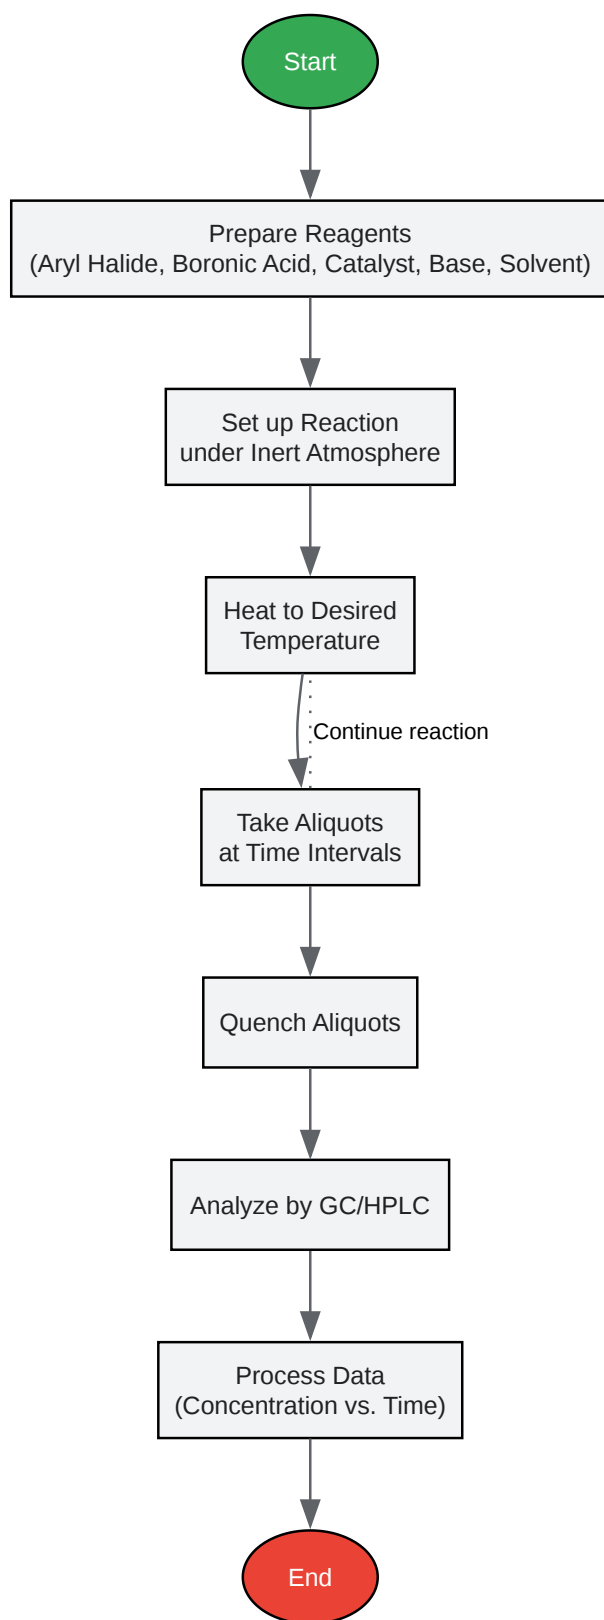 Start
Prepare Reagents
(Aryl Halide, Boronic Acid, Catalyst, Base, Solvent)
Set up Reaction
under Inert Atmosphere
Heat to Desired
Temperature
Continue reaction
Take Aliquots
at Time Intervals
Quench Aliquots
Analyze by GC/HPLC
Process Data
(Concentration vs. Time)
End